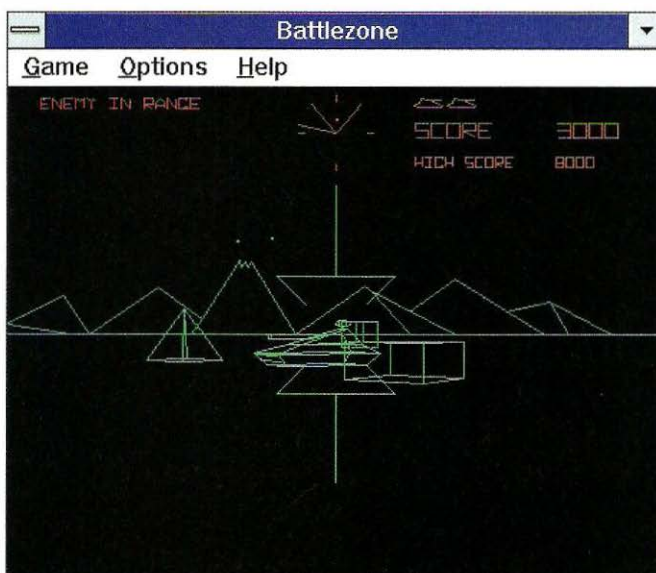 Battlezone
Game Options Help
ENEMY IN RANGE
SCORE 3000
HIGH SCORE 8000